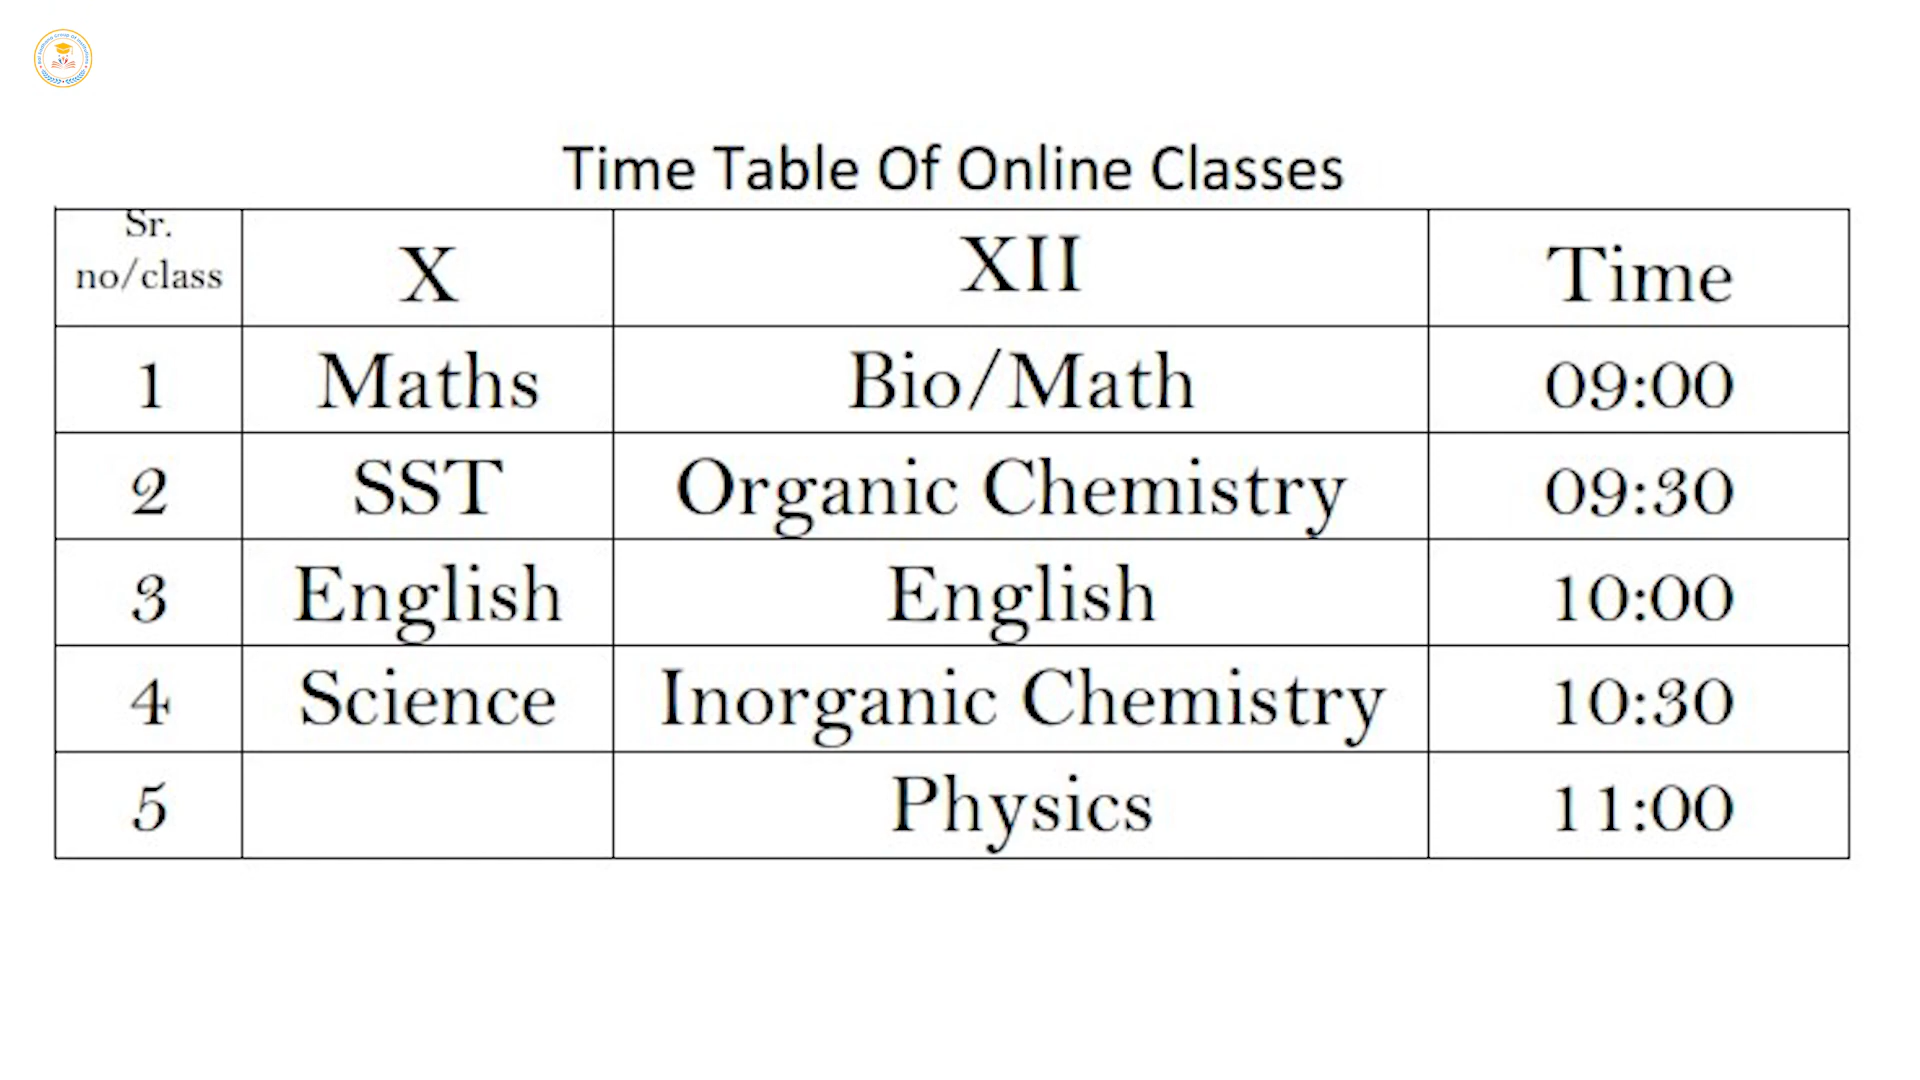 Time Table Of Online Classes
Sr.
no/class X XII Time
1 Maths Bio/Math 09:00
2 SST Organic Chemistry 09:30
3 English English 10:00
4 Science Inorganic Chemistry 10:30
5 Physics 11:00